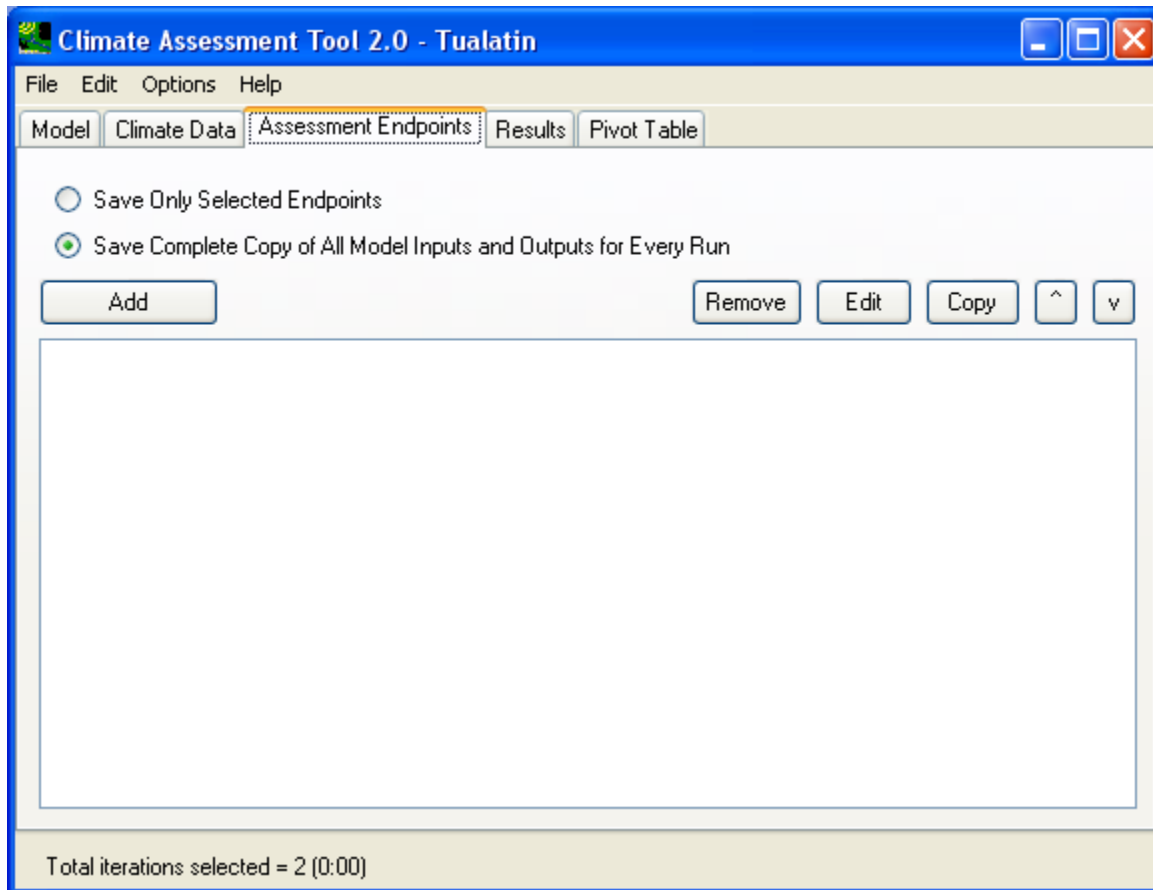 Climate Assessment Tool 2.0 - Tualatin
File Edit Options Help
Model Climate Data Assessment Endpoints Results Pivot Table
Save Only Selected Endpoints
Save Complete Copy of All Model Inputs and Outputs for Every Run
Add Remove Edit Copy ^ v
Total iterations selected = 2 (0:00)